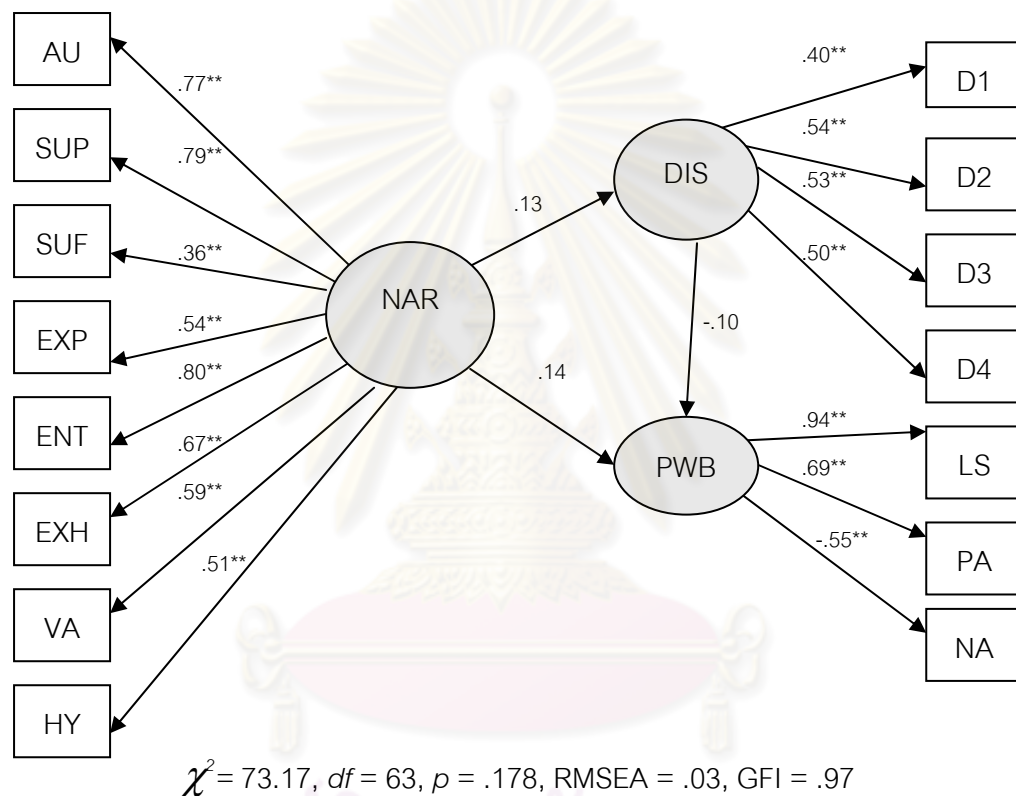 AU
SUP
SUF
EXP
ENT
EXH
VA
HY
.77**
.79**
.36**
.54**
.80**
.67**
.59**
.51**
NAR
.13
.14
DIS
-.10
PWB
.40**
.54**
.53**
.50**
.94**
.69**
-.55**
D1
D2
D3
D4
LS
PA
NA
χ² = 73.17, df = 63, p = .178, RMSEA = .03, GFI = .97